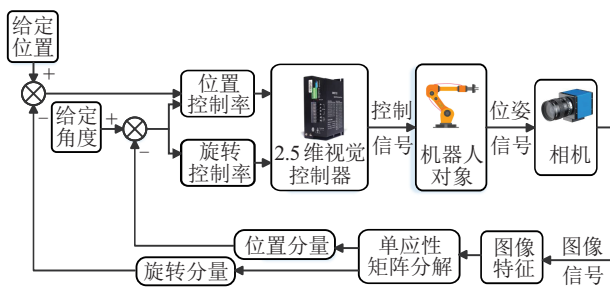 给定
位置
+
−
给定
角度
+
−
位置
控制率
旋转
控制率
2.5维视觉
控制器
控制
信号
机器人
对象
位姿
信号
相机
位置分量
旋转分量
单应性
矩阵分解
图像
特征
图像
信号